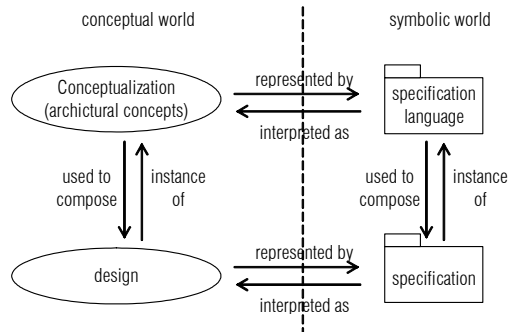 conceptual world
symbolic world
Conceptualization
(archictural concepts)
represented by
interpreted as
specification
language
used to
compose
instance
of
used to
compose
instance
of
design
represented by
interpreted as
specification